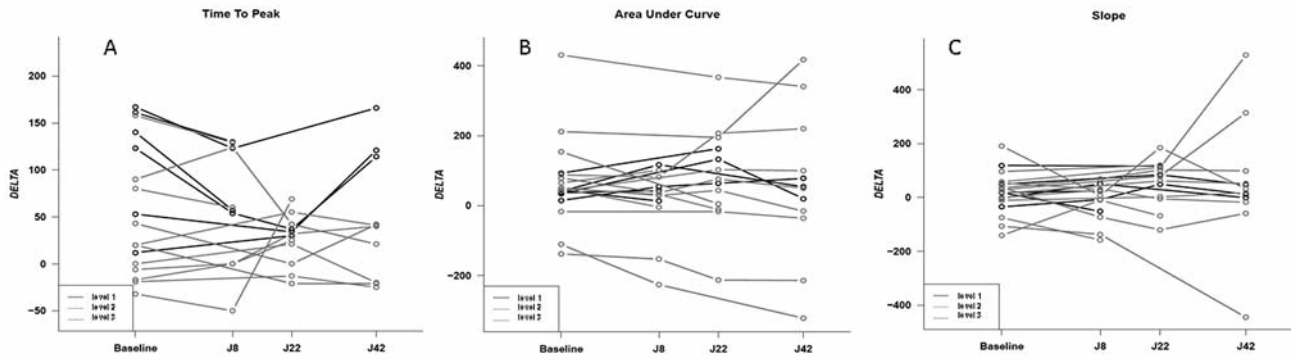 Time To Peak
A
DELTA
200
150
100
50
0
−50
level 1
level 2
level 3
Baseline
J8
J22
J42
Area Under Curve
B
DELTA
400
200
0
−200
level 1
level 2
level 3
Baseline
J8
J22
J42
Slope
C
DELTA
400
200
0
−200
−400
level 1
level 2
level 3
Baseline
J8
J22
J42